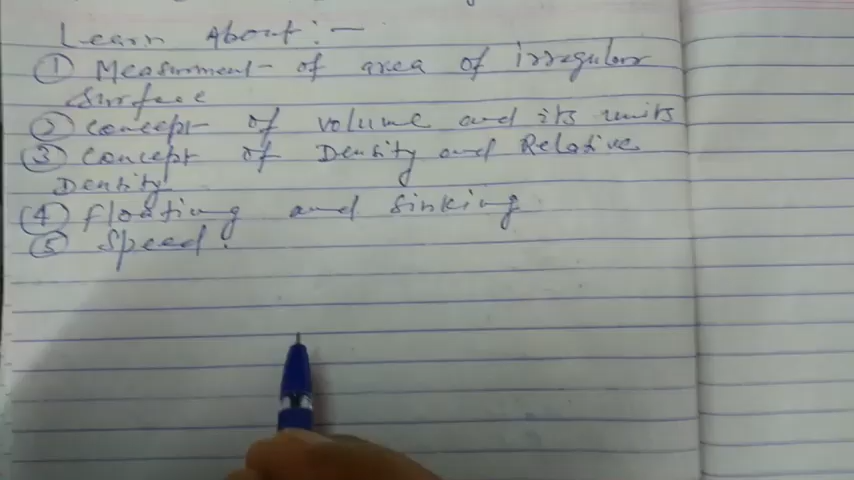 Learn About :-
① Measurment of area of irregular
Surface
② Concept of volume and its units
③ Concept of Density and Relative
Density
④ Floating and Sinking
⑤ Speed.